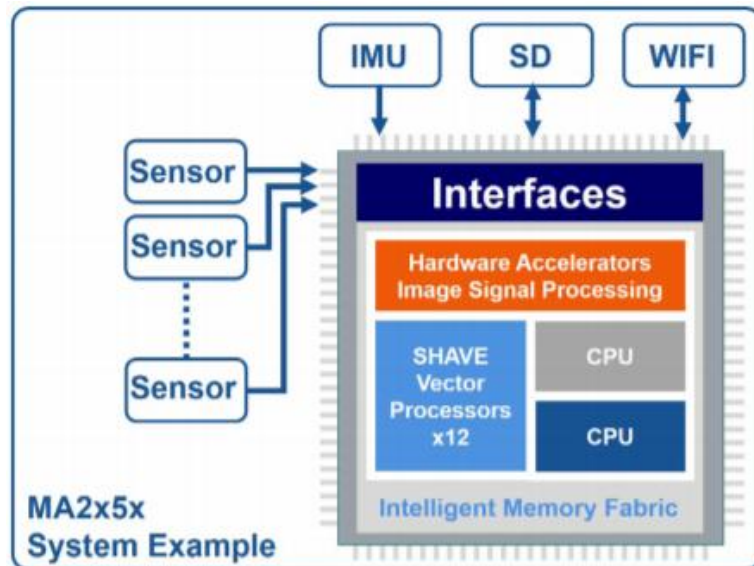 IMU
SD
WIFI
Sensor
Sensor
Sensor
Interfaces
Hardware Accelerators
Image Signal Processing
SHAVE
Vector
Processors
x12
CPU
CPU
Intelligent Memory Fabric
MA2x5x
System Example